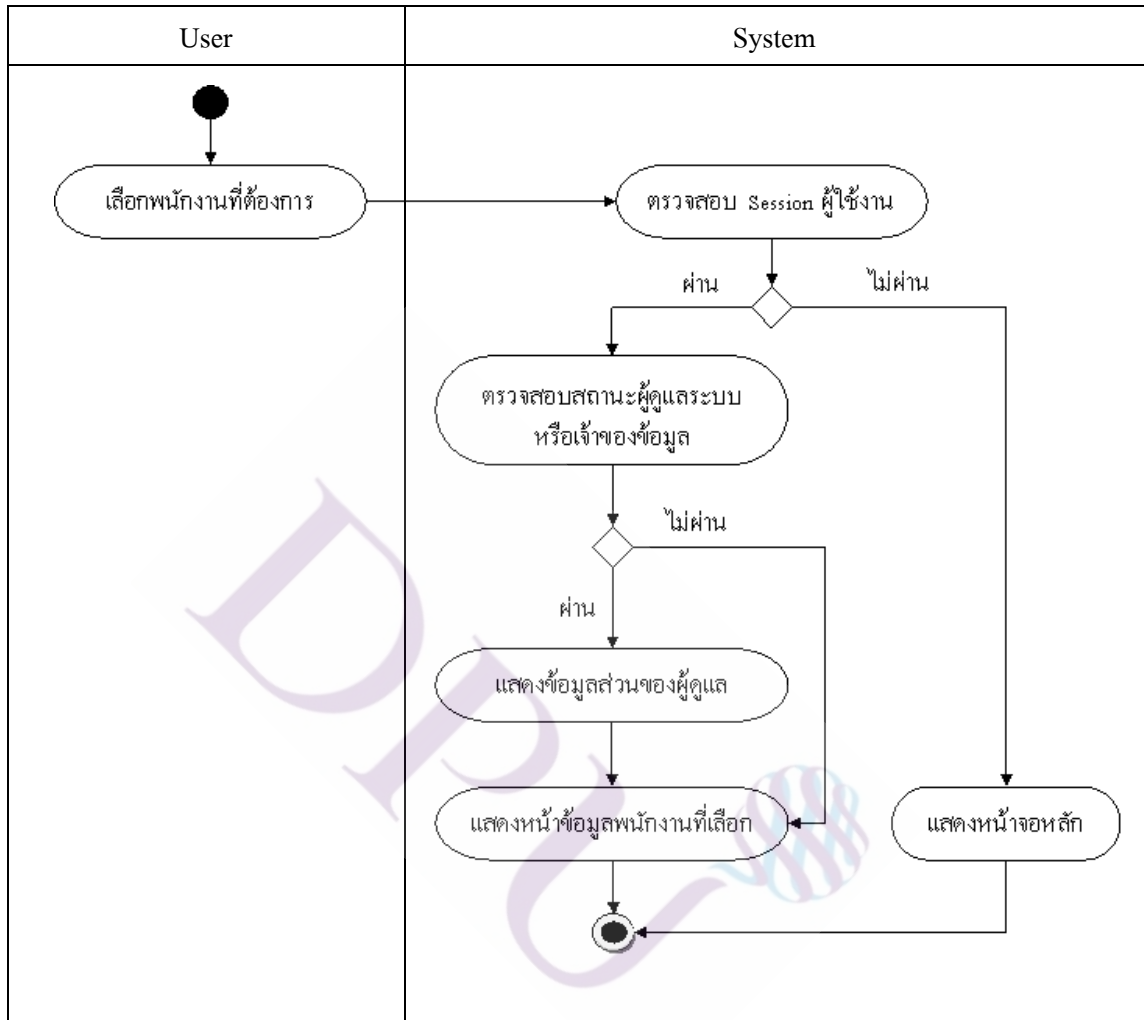 User
System
เลือกพนักงานที่ต้องการ
ตรวจสอบ Session ผู้ใช้งาน
ผ่าน
ไม่ผ่าน
ตรวจสอบสถานะผู้ดูแลระบบ
หรือเจ้าของข้อมูล
ไม่ผ่าน
ผ่าน
แสดงข้อมูลส่วนของผู้ดูแล
แสดงหน้าข้อมูลพนักงานที่เลือก
แสดงหน้าจอหลัก
DPU